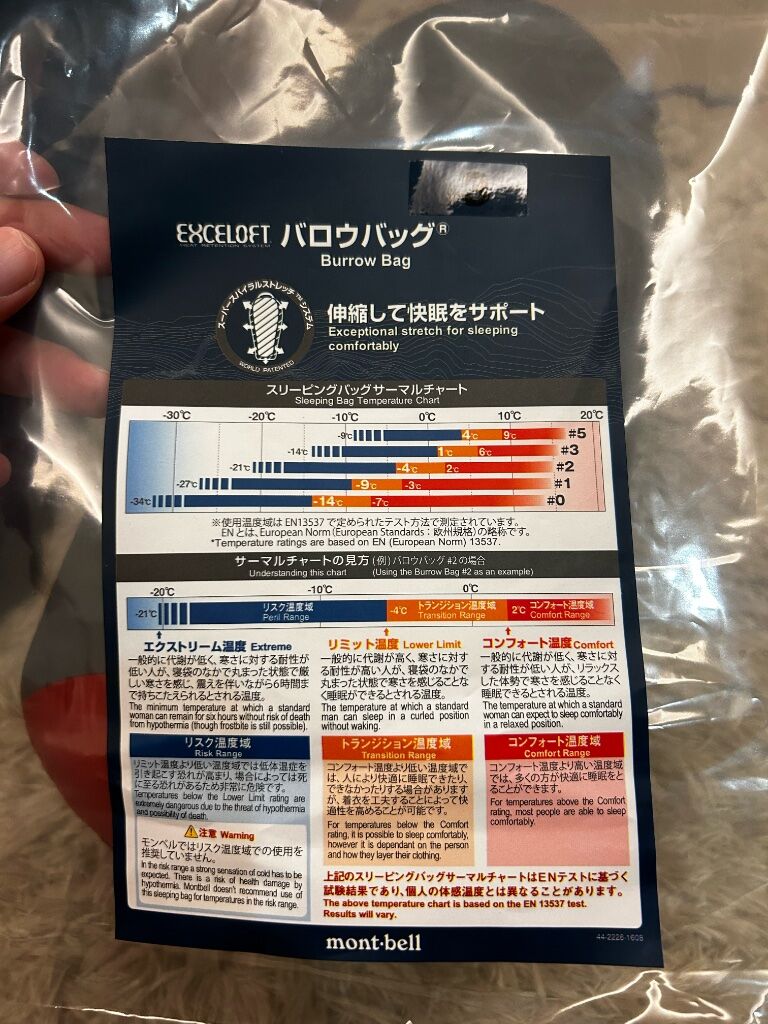 EXCELOFT バロウバッグ®
HEAT RETENTION SYSTEM
Burrow Bag
スーパースパイラルストレッチ™システム
WORLD PATENTED
伸縮して快眠をサポート
Exceptional stretch for sleeping
comfortably
スリーピングバッグサーマルチャート
Sleeping Bag Temperature Chart
-30℃ -20℃ -10℃ 0℃ 10℃ 20℃
-9℃ 4℃ 9℃ #5
-14℃ 1℃ 6℃ #3
-21℃ -4℃ 2℃ #2
-27℃ -9℃ -3℃ #1
-34℃ -14℃ -7℃ #0
※使用温度域はEN13537で定められたテスト方法で測定されています。
ENとは、European Norm（European Standards：欧州規格）の略称です。
*Temperature ratings are based on EN (European Norm) 13537.
サーマルチャートの見方（例）バロウバッグ #2の場合
Understanding this chart (Using the Burrow Bag #2 as an example)
-20℃ -10℃ 0℃
-21℃ リスク温度域 -4℃ トランジション温度域 2℃ コンフォート温度域
Peril Range Transition Range Comfort Range
エクストリーム温度 Extreme
一般的に代謝が低く、寒さに対する耐性が
低い人が、寝袋のなかで丸まった状態で厳
しい寒さを感じ、震えを伴いながら6時間ま
で持ちこたえられるとされる温度。
The minimum temperature at which a standard
woman can remain for six hours without risk of death
from hypothermia (though frostbite is still possible).
リミット温度 Lower Limit
一般的に代謝が高く、寒さに対す
る耐性が高い人が、寝袋のなかで
丸まった状態で寒さを感じることな
く睡眠ができるとされる温度。
The temperature at which a standard
man can sleep in a curled position
without waking.
コンフォート温度 Comfort
一般的に代謝が低く、寒さに対
する耐性が低い人が、リラックス
した体勢で寒さを感じることなく
睡眠できるとされる温度。
The temperature at which a standard
woman can expect to sleep comfortably
in a relaxed position.
リスク温度域
Risk Range
リミット温度より低い温度域では低体温症を
引き起こす恐れが高まり、場合によっては死
に至る恐れがあるため非常に危険です。
Temperatures below the Lower Limit rating are
extremely dangerous due to the threat of hypothermia
and possibility of death.
注意 Warning
モンベルではリスク温度域での使用を
推奨していません。
In the risk range a strong sensation of cold has to be
expected. There is a risk of health damage by
hypothermia. Montbell doesn't recommend use of
this sleeping bag for temperatures in the risk range.
トランジション温度域
Transition Range
コンフォート温度より低い温度域で
は、人により快適に睡眠できたり、
できなかったりする場合があります
が、着衣を工夫することによって快
適性を高めることが可能です。
For temperatures below the Comfort
rating, it is possible to sleep comfortably,
however it is dependant on the person
and how they layer their clothing.
コンフォート温度域
Comfort Range
コンフォート温度より高い温度域
では、多くの方が快適に睡眠をと
ることができます。
For temperatures above the Comfort
rating, most people are able to sleep
comfortably.
上記のスリーピングバッグサーマルチャートはENテストに基づく
試験結果であり、個人の体感温度とは異なることがあります。
The above temperature chart is based on the EN 13537 test.
Results will vary.
mont·bell
44-2226-1608